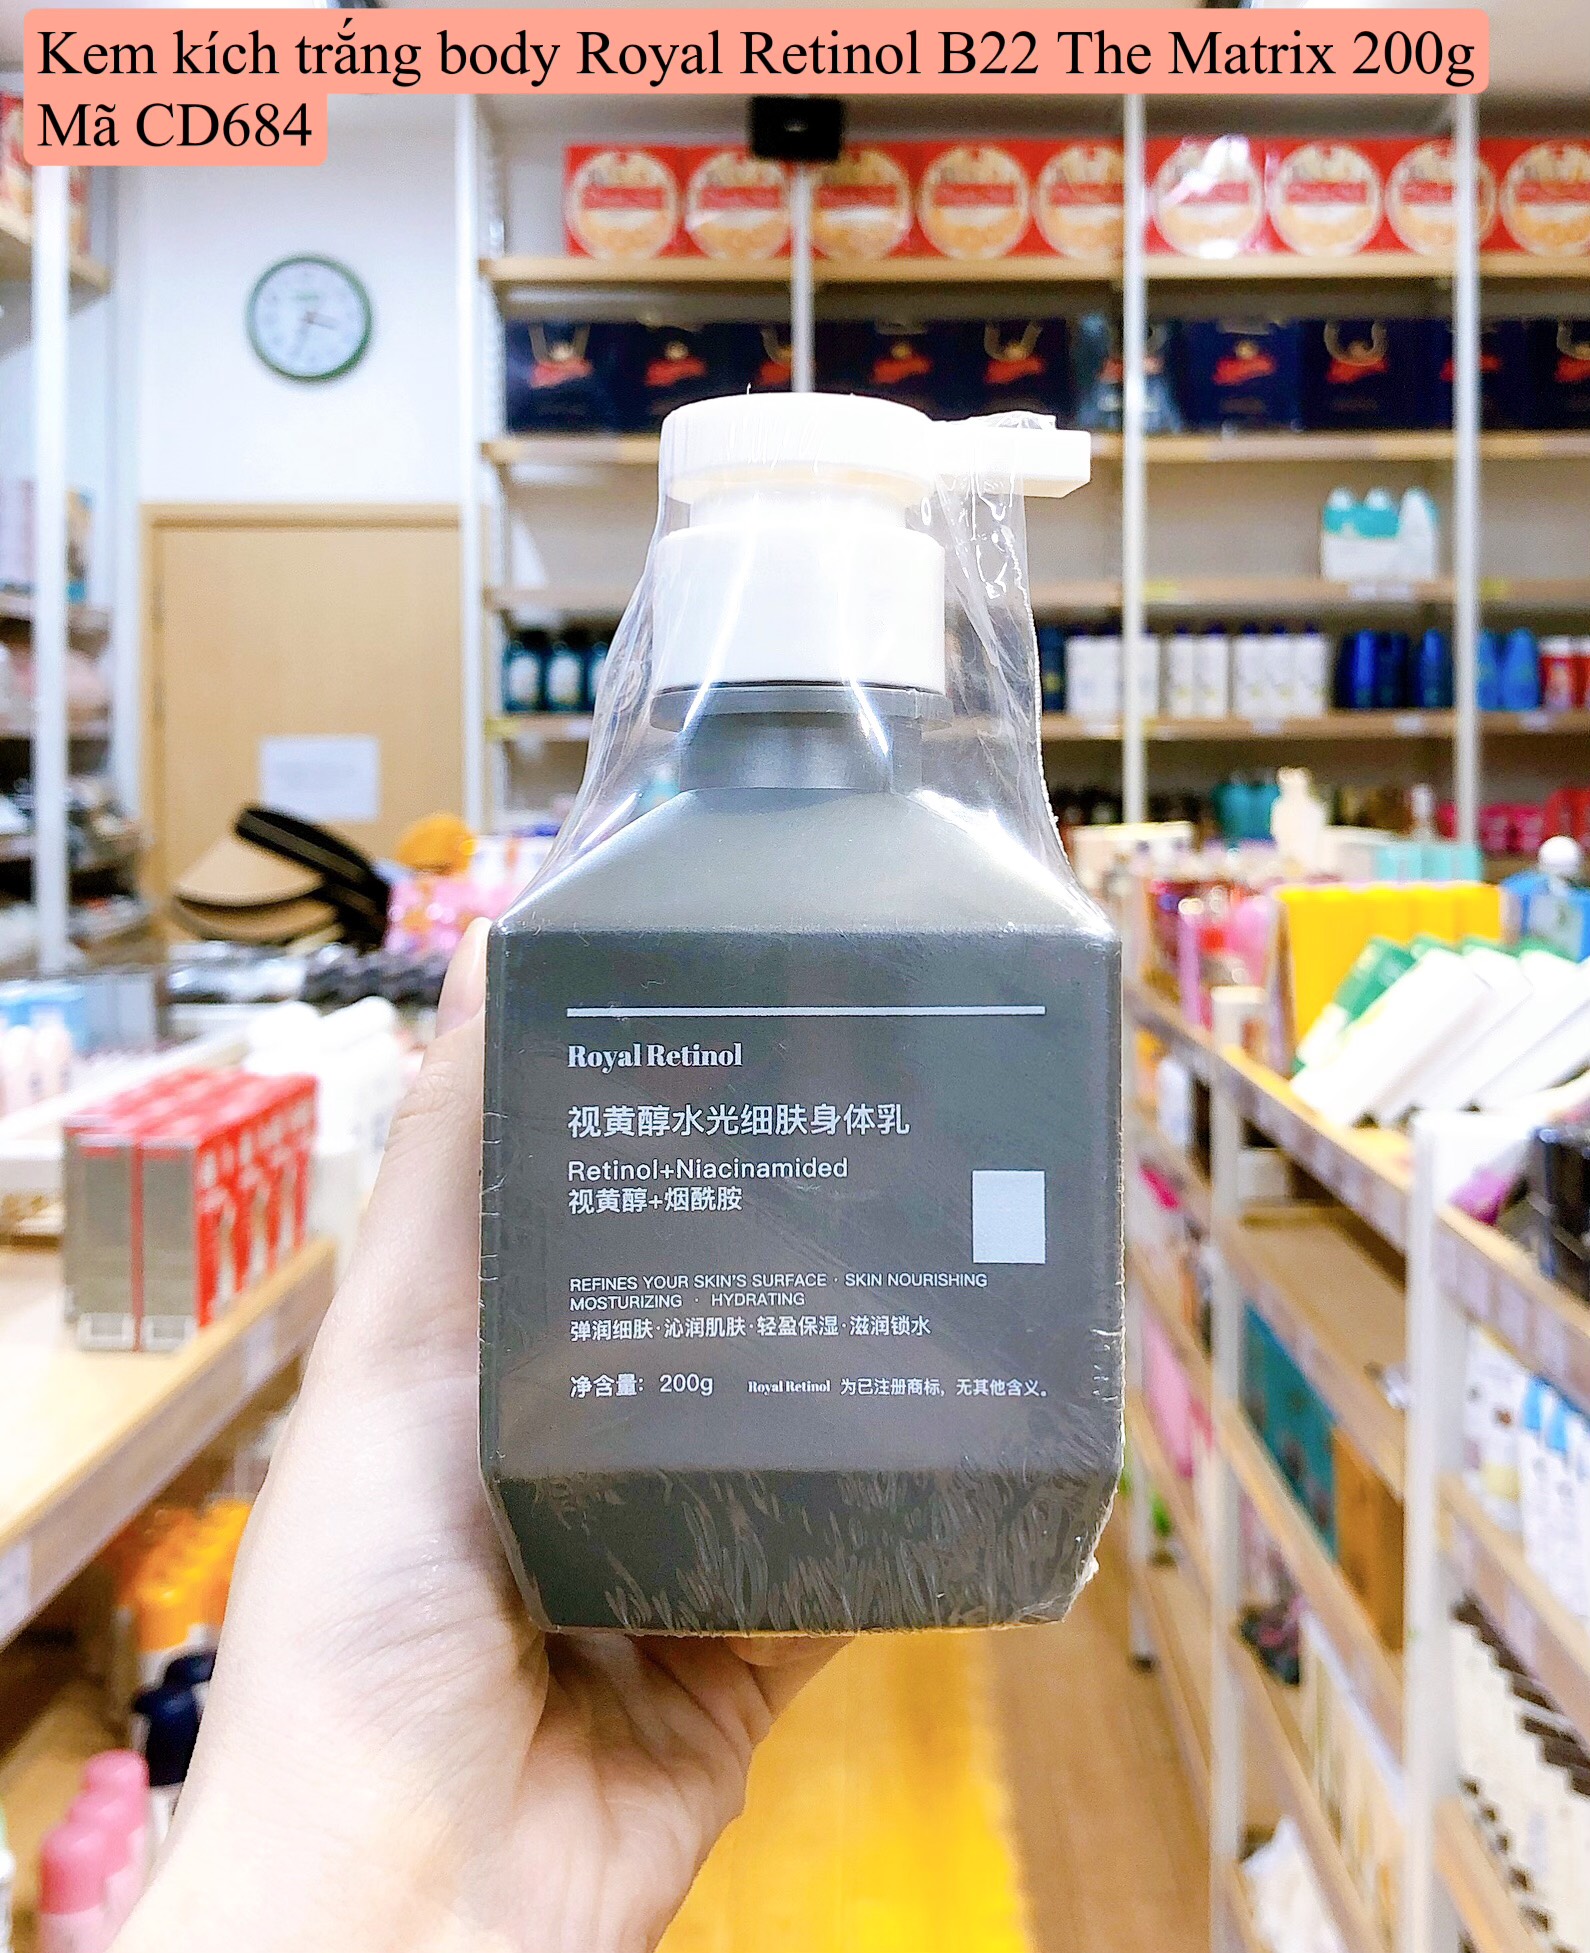 Kem kích trắng body Royal Retinol B22 The Matrix 200g
Mã CD684
Royal Retinol
视黄醇水光细肤身体乳
Retinol+Niacinamided
视黄醇+烟酰胺
REFINES YOUR SKIN'S SURFACE · SKIN NOURISHING
MOSTURIZING · HYDRATING
弹润细肤·沁润肌肤·轻盈保湿·滋润锁水
净含量: 200g Royal Retinol 为已注册商标，无其他含义。